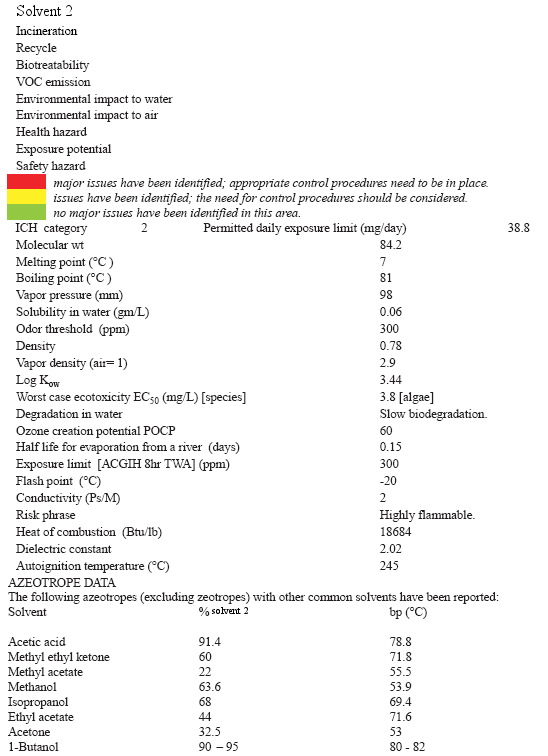 Solvent 2
Incineration
Recycle
Biotreatability
VOC emission
Environmental impact to water
Environmental impact to air
Health hazard
Exposure potential
Safety hazard
major issues have been identified; appropriate control procedures need to be in place.
issues have been identified; the need for control procedures should be considered.
no major issues have been identified in this area.
ICH category 2 Permitted daily exposure limit (mg/day) 38.8
Molecular wt 84.2
Melting point (°C ) 7
Boiling point (°C ) 81
Vapor pressure (mm) 98
Solubility in water (gm/L) 0.06
Odor threshold (ppm) 300
Density 0.78
Vapor density (air= 1) 2.9
Log Kow 3.44
Worst case ecotoxicity EC50 (mg/L) [species] 3.8 [algae]
Degradation in water Slow biodegradation.
Ozone creation potential POCP 60
Half life for evaporation from a river (days) 0.15
Exposure limit [ACGIH 8hr TWA] (ppm) 300
Flash point (°C) -20
Conductivity (Ps/M) 2
Risk phrase Highly flammable.
Heat of combustion (Btu/lb) 18684
Dielectric constant 2.02
Autoignition temperature (°C) 245
AZEOTROPE DATA
The following azeotropes (excluding zeotropes) with other common solvents have been reported:
Solvent % solvent 2 bp (°C)
Acetic acid 91.4 78.8
Methyl ethyl ketone 60 71.8
Methyl acetate 22 55.5
Methanol 63.6 53.9
Isopropanol 68 69.4
Ethyl acetate 44 71.6
Acetone 32.5 53
1-Butanol 90 – 95 80 - 82